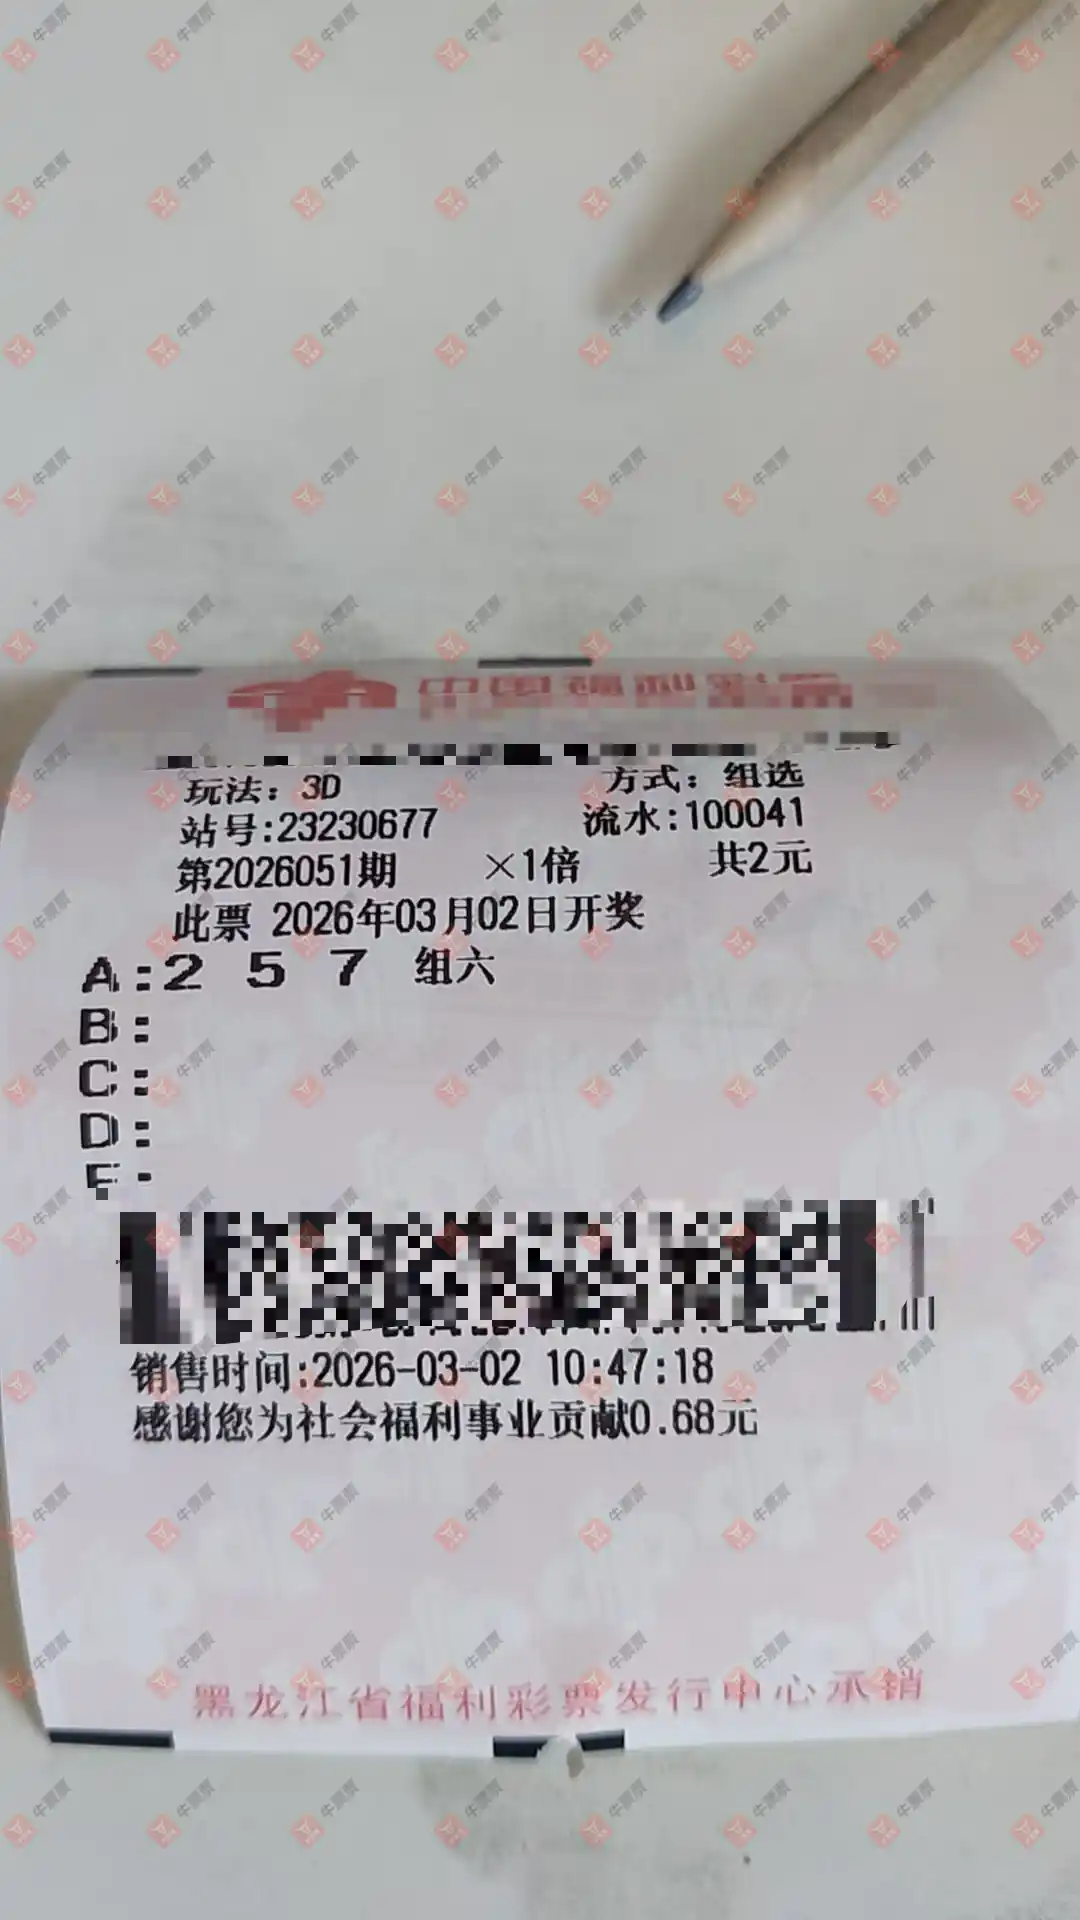 中国福利彩票
玩法：3D 方式：组选
站号:23230677 流水:100041
第2026051期 ×1倍 共2元
此票 2026年03月02日开奖
A:2 5 7 组六
B:
C:
D:
E:
销售时间:2026-03-02 10:47:18
感谢您为社会福利事业贡献0.68元
黑龙江省福利彩票发行中心承销
牛票票